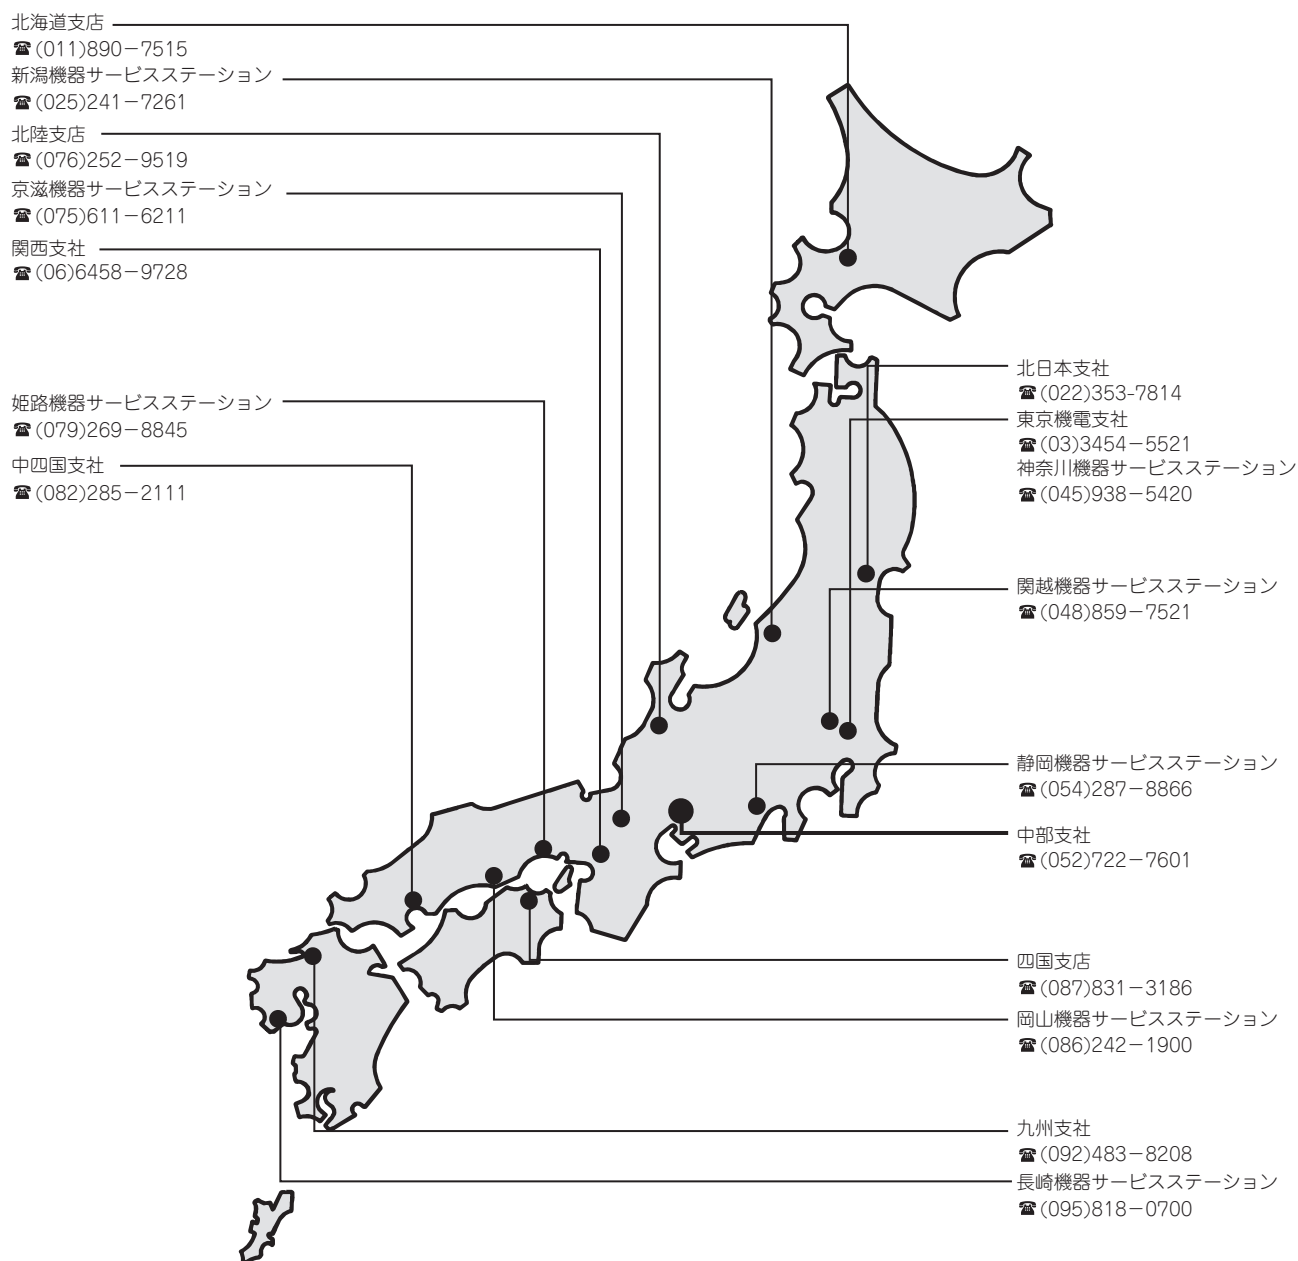 北海道支店
☎(011)890−7515
新潟機器サービスステーション
☎(025)241−7261
北陸支店
☎(076)252−9519
京滋機器サービスステーション
☎(075)611−6211
関西支社
☎(06)6458−9728
姫路機器サービスステーション
☎(079)269−8845
中四国支社
☎(082)285−2111
北日本支社
☎(022)353-7814
東京機電支社
☎(03)3454−5521
神奈川機器サービスステーション
☎(045)938−5420
関越機器サービスステーション
☎(048)859−7521
静岡機器サービスステーション
☎(054)287−8866
中部支社
☎(052)722−7601
四国支店
☎(087)831−3186
岡山機器サービスステーション
☎(086)242−1900
九州支社
☎(092)483−8208
長崎機器サービスステーション
☎(095)818−0700